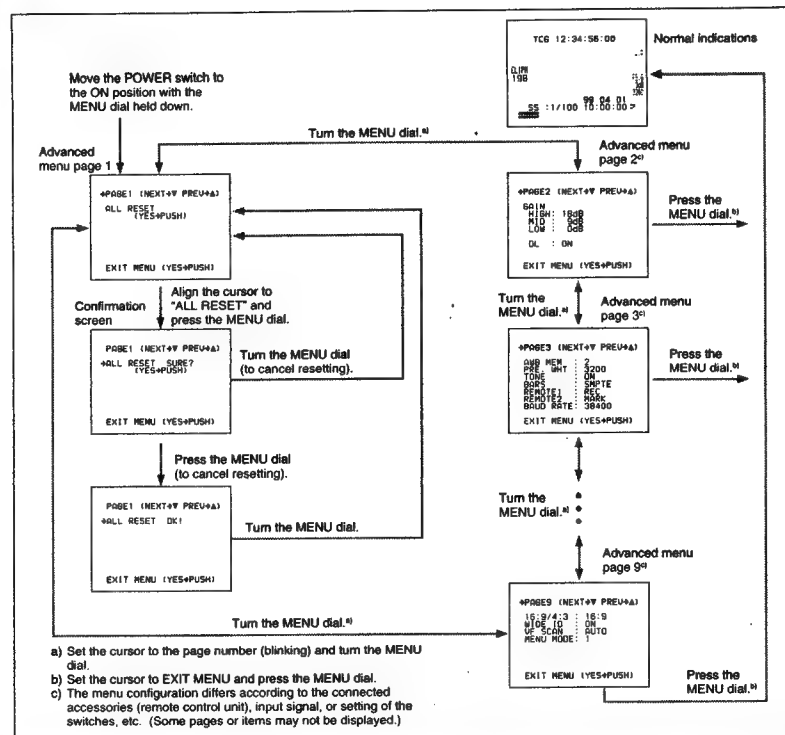 TCG 12:34:56:00
Normal indications
CLIPR
198
98 04 01
SS :1/100 10:00:00
Move the POWER switch to
the ON position with the
MENU dial held down.
Turn the MENU dial.a)
Advanced
menu page 1
PAGE1 (NEXT→▼ PREV→▲)
ALL RESET
(YES→PUSH)
EXIT MENU (YES→PUSH)
Advanced menu
page 2c)
→PAGE2 (NEXT→▼ PREV→▲)
GAIN
HIGH: 18dB
MID : 9dB
LOW : 0dB
DL : ON
EXIT MENU (YES→PUSH)
Press the
MENU dial.b)
Align the cursor to
"ALL RESET" and
press the MENU dial.
Confirmation
screen
PAGE1 (NEXT→▼ PREV→▲)
→ALL RESET SURE?
(YES→PUSH)
EXIT MENU (YES→PUSH)
Turn the MENU dial
(to cancel resetting).
Turn the
MENU dial.a)
Advanced menu
page 3c)
→PAGE3 (NEXT→▼ PREV→▲)
AWB MEM : 2
PRE. WHT : 3200
TONE : ON
BARS : SMPTE
REMOTE1 : REC
REMOTE2 : MARK
BAUD RATE: 38400
EXIT MENU (YES→PUSH)
Press the
MENU dial.b)
Press the MENU dial
(to cancel resetting).
PAGE1 (NEXT→▼ PREV→▲)
→ALL RESET OK!
EXIT MENU (YES→PUSH)
Turn the MENU dial.
Turn the
MENU dial.a)
Advanced menu
page 9c)
→PAGE9 (NEXT→▼ PREV→▲)
16:9/4:3 : 16:9
WIDE ID : ON
VF SCAN : AUTO
MENU MODE: 1
EXIT MENU (YES→PUSH)
Turn the MENU dial.a)
Press the
MENU dial.b)
a) Set the cursor to the page number (blinking) and turn the MENU
dial.
b) Set the cursor to EXIT MENU and press the MENU dial.
c) The menu configuration differs according to the connected
accessories (remote control unit), input signal, or setting of the
switches, etc. (Some pages or items may not be displayed.)